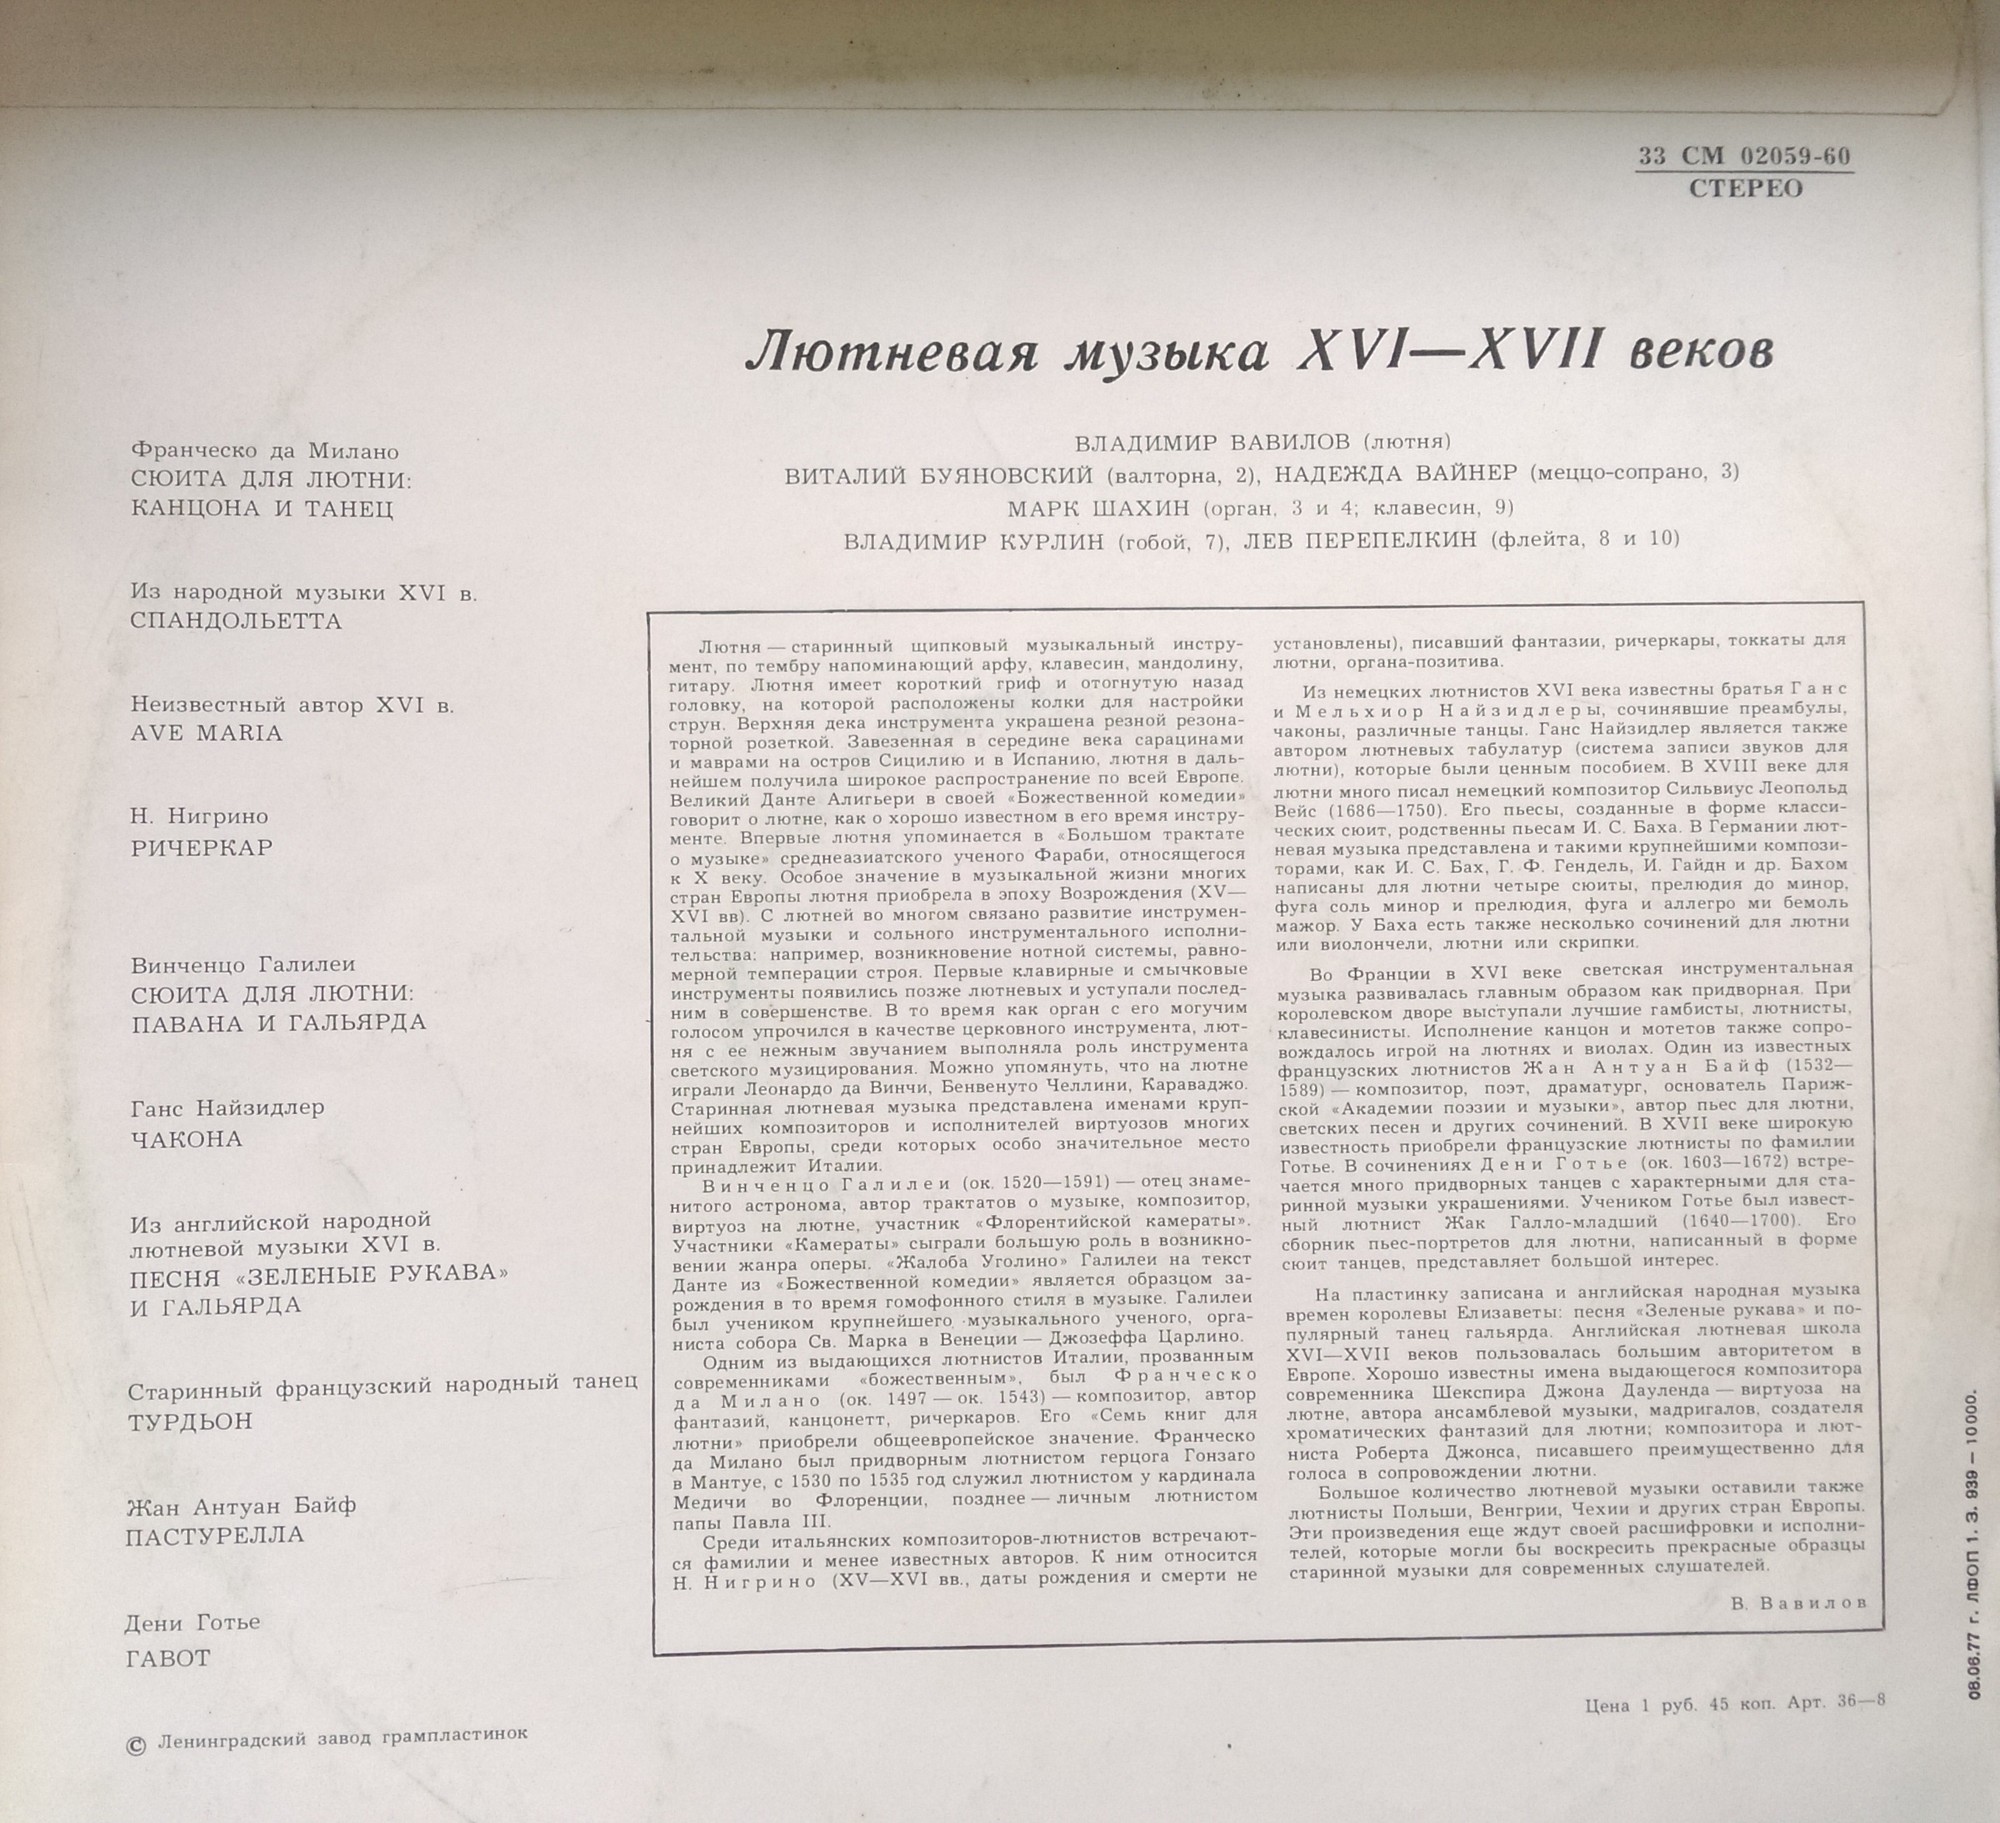 33 СМ 02059-60
СТЕРЕО
Лютневая музыка XVI—XVII веков
ВЛАДИМИР ВАВИЛОВ (лютня)
ВИТАЛИЙ БУЯНОВСКИЙ (валторна, 2), НАДЕЖДА ВАЙНЕР (меццо-сопрано, 3)
МАРК ШАХИН (орган, 3 и 4; клавесин, 9)
ВЛАДИМИР КУРЛИН (гобой, 7), ЛЕВ ПЕРЕПЕЛКИН (флейта, 8 и 10)
Франческо да Милано
СЮИТА ДЛЯ ЛЮТНИ:
КАНЦОНА И ТАНЕЦ
Из народной музыки XVI в.
СПАНДОЛЬЕТТА
Неизвестный автор XVI в.
AVE MARIA
Н. Нигрино
РИЧЕРКАР
Винченцо Галилеи
СЮИТА ДЛЯ ЛЮТНИ:
ПАВАНА И ГАЛЬЯРДА
Ганс Найзидлер
ЧАКОНА
Из английской народной
лютневой музыки XVI в.
ПЕСНЯ «ЗЕЛЕНЫЕ РУКАВА»
И ГАЛЬЯРДА
Старинный французский народный танец
ТУРДЬОН
Жан Антуан Байф
ПАСТУРЕЛЛА
Дени Готье
ГАВОТ
© Ленинградский завод грампластинок
Лютня — старинный щипковый музыкальный инстру-
мент, по тембру напоминающий арфу, клавесин, мандолину,
гитару. Лютня имеет короткий гриф и отогнутую назад
головку, на которой расположены колки для настройки
струн. Верхняя дека инструмента украшена резной резона-
торной розеткой. Завезенная в середине века сарацинами
и маврами на остров Сицилию и в Испанию, лютня в даль-
нейшем получила широкое распространение по всей Европе.
Великий Данте Алигьери в своей «Божественной комедии»
говорит о лютне, как о хорошо известном в его время инстру-
менте. Впервые лютня упоминается в «Большом трактате
о музыке» среднеазиатского ученого Фараби, относящегося
к X веку. Особое значение в музыкальной жизни многих
стран Европы лютня приобрела в эпоху Возрождения (XV—
XVI вв). С лютней во многом связано развитие инструмен-
тальной музыки и сольного инструментального исполни-
тельства: например, возникновение нотной системы, равно-
мерной темперации строя. Первые клавирные и смычковые
инструменты появились позже лютневых и уступали послед-
ним в совершенстве. В то время как орган с его могучим
голосом упрочился в качестве церковного инструмента, лют-
ня с ее нежным звучанием выполняла роль инструмента
светского музицирования. Можно упомянуть, что на лютне
играли Леонардо да Винчи, Бенвенуто Челлини, Караваджо.
Старинная лютневая музыка представлена именами круп-
нейших композиторов и исполнителей виртуозов многих
стран Европы, среди которых особо значительное место
принадлежит Италии.
Винченцо Галилеи (ок. 1520—1591) — отец знаме-
нитого астронома, автор трактатов о музыке, композитор,
виртуоз на лютне, участник «Флорентийской камераты».
Участники «Камераты» сыграли большую роль в возникно-
вении жанра оперы. «Жалоба Уголино» Галилеи на текст
Данте из «Божественной комедии» является образцом за-
рождения в то время гомофонного стиля в музыке. Галилеи
был учеником крупнейшего музыкального ученого, орга-
ниста собора Св. Марка в Венеции — Джозеффа Царлино.
Одним из выдающихся лютнистов Италии, прозванным
современниками «божественным», был Франческо
да Милано (ок. 1497 — ок. 1543) — композитор, автор
фантазий, канцонетт, ричеркаров. Его «Семь книг для
лютни» приобрели общеевропейское значение. Франческо
да Милано был придворным лютнистом герцога Гонзаго
в Мантуе, с 1530 по 1535 год служил лютнистом у кардинала
Медичи во Флоренции, позднее — личным лютнистом
папы Павла III.
Среди итальянских композиторов-лютнистов встречают-
ся фамилии и менее известных авторов. К ним относится
Н. Нигрино (XV—XVI вв., даты рождения и смерти не
установлены), писавший фантазии, ричеркары, токкаты для
лютни, органа-позитива.
Из немецких лютнистов XVI века известны братья Ганс
и Мельхиор Найзидлеры, сочинявшие преамбулы,
чаконы, различные танцы. Ганс Найзидлер является также
автором лютневых табулатур (система записи звуков для
лютни), которые были ценным пособием. В XVIII веке для
лютни много писал немецкий композитор Сильвиус Леопольд
Вейс (1686—1750). Его пьесы, созданные в форме класси-
ческих сюит, родственны пьесам И. С. Баха. В Германии лют-
невая музыка представлена и такими крупнейшими компози-
торами, как И. С. Бах, Г. Ф. Гендель, И. Гайдн и др. Бахом
написаны для лютни четыре сюиты, прелюдия до минор,
фуга соль минор и прелюдия, фуга и аллегро ми бемоль
мажор. У Баха есть также несколько сочинений для лютни
или виолончели, лютни или скрипки.
Во Франции в XVI веке светская инструментальная
музыка развивалась главным образом как придворная. При
королевском дворе выступали лучшие гамбисты, лютнисты,
клавесинисты. Исполнение канцон и мотетов также сопро-
вождалось игрой на лютнях и виолах. Один из известных
французских лютнистов Жан Антуан Байф (1532—
1589) — композитор, поэт, драматург, основатель Париж-
ской «Академии поэзии и музыки», автор пьес для лютни,
светских песен и других сочинений. В XVII веке широкую
известность приобрели французские лютнисты по фамилии
Готье. В сочинениях Дени Готье (ок. 1603—1672) встре-
чается много придворных танцев с характерными для ста-
ринной музыки украшениями. Учеником Готье был извест-
ный лютнист Жак Галло-младший (1640—1700). Его
сборник пьес-портретов для лютни, написанный в форме
сюит танцев, представляет большой интерес.
На пластинку записана и английская народная музыка
времен королевы Елизаветы: песня «Зеленые рукава» и по-
пулярный танец гальярда. Английская лютневая школа
XVI—XVII веков пользовалась большим авторитетом в
Европе. Хорошо известны имена выдающегося композитора
современника Шекспира Джона Дауленда — виртуоза на
лютне, автора ансамблевой музыки, мадригалов, создателя
хроматических фантазий для лютни; композитора и лют-
ниста Роберта Джонса, писавшего преимущественно для
голоса в сопровождении лютни.
Большое количество лютневой музыки оставили также
лютнисты Польши, Венгрии, Чехии и других стран Европы.
Эти произведения еще ждут своей расшифровки и исполни-
телей, которые могли бы воскресить прекрасные образцы
старинной музыки для современных слушателей.
В. Вавилов
Цена 1 руб. 45 коп. Арт. 36—8
08.06.77 г. ЛФОП 1. З. 939 – 10000.